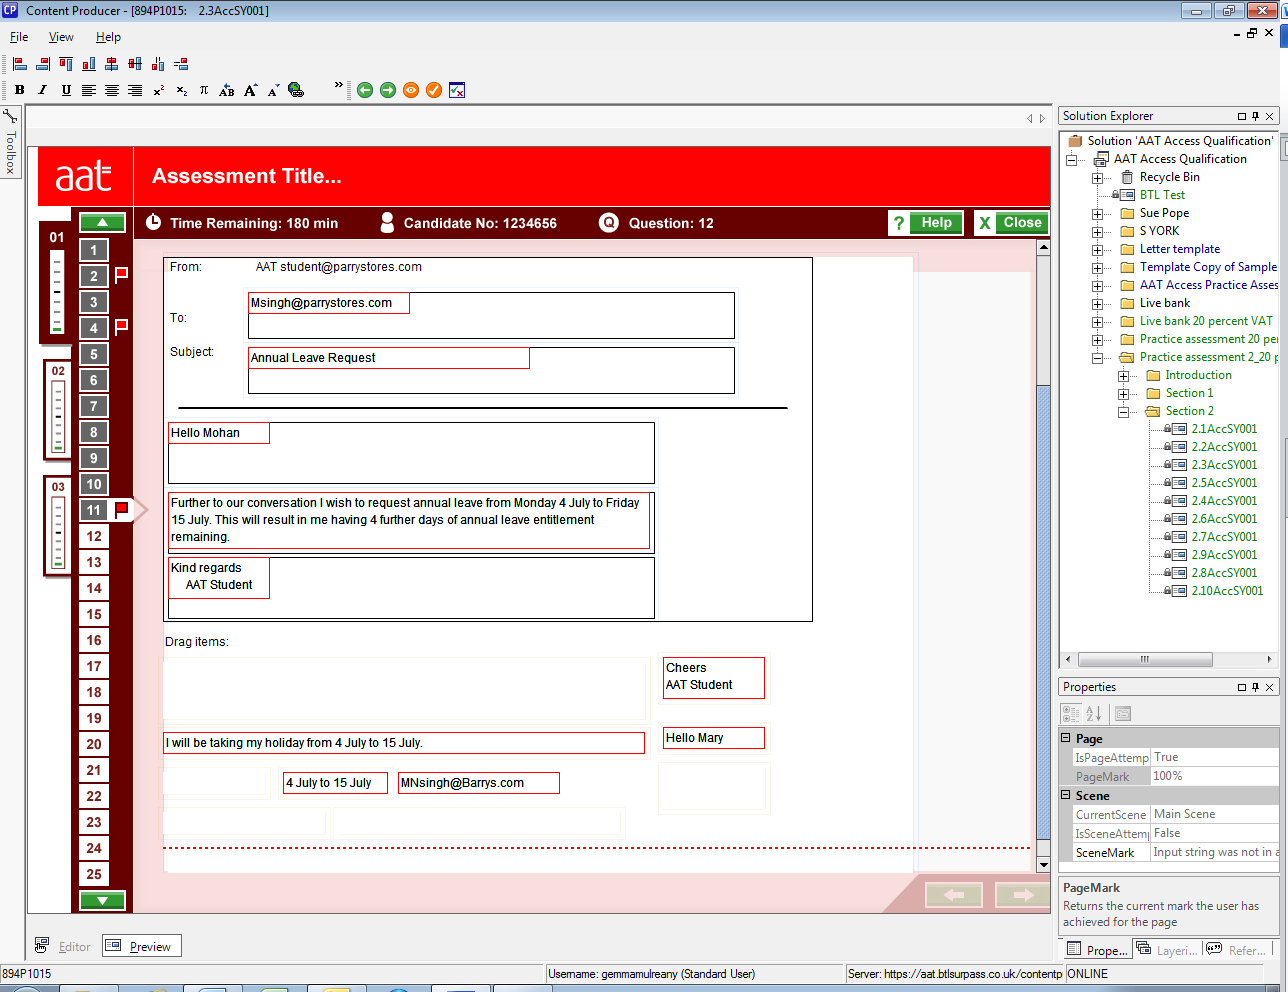 CP Content Producer - [894P1015: 2.3AccSY001]
File View Help
B I U x² x₂ π AB A A »
Toolbox
aat
Assessment Title...
Time Remaining: 180 min
Candidate No: 1234656
Q Question: 12
? Help
X Close
01
02
03
1
2
3
4
5
6
7
8
9
10
11
12
13
14
15
16
17
18
19
20
21
22
23
24
25
From: AAT student@parrystores.com
To: Msingh@parrystores.com
Subject: Annual Leave Request
Hello Mohan
Further to our conversation I wish to request annual leave from Monday 4 July to Friday
15 July. This will result in me having 4 further days of annual leave entitlement
remaining.
Kind regards
AAT Student
Drag items:
Cheers
AAT Student
I will be taking my holiday from 4 July to 15 July.
Hello Mary
4 July to 15 July
MNsingh@Barrys.com
Editor Preview
Solution Explorer
Solution 'AAT Access Qualification'
AAT Access Qualification
Recycle Bin
BTL Test
Sue Pope
S YORK
Letter template
Template Copy of Sample
AAT Access Practice Asses
Live bank
Live bank 20 percent VAT
Practice assessment 20 per
Practice assessment 2_20 p
Introduction
Section 1
Section 2
2.1AccSY001
2.2AccSY001
2.3AccSY001
2.5AccSY001
2.4AccSY001
2.6AccSY001
2.7AccSY001
2.9AccSY001
2.8AccSY001
2.10AccSY001
Properties
Page
IsPageAttemp True
PageMark 100%
Scene
CurrentScene Main Scene
IsSceneAttem False
SceneMark Input string was not in a
PageMark
Returns the current mark the user has
achieved for the page
Prope... Layeri... Refer...
894P1015
Username: gemmamulreany (Standard User)
Server: https://aat.btlsurpass.co.uk/contentp
ONLINE